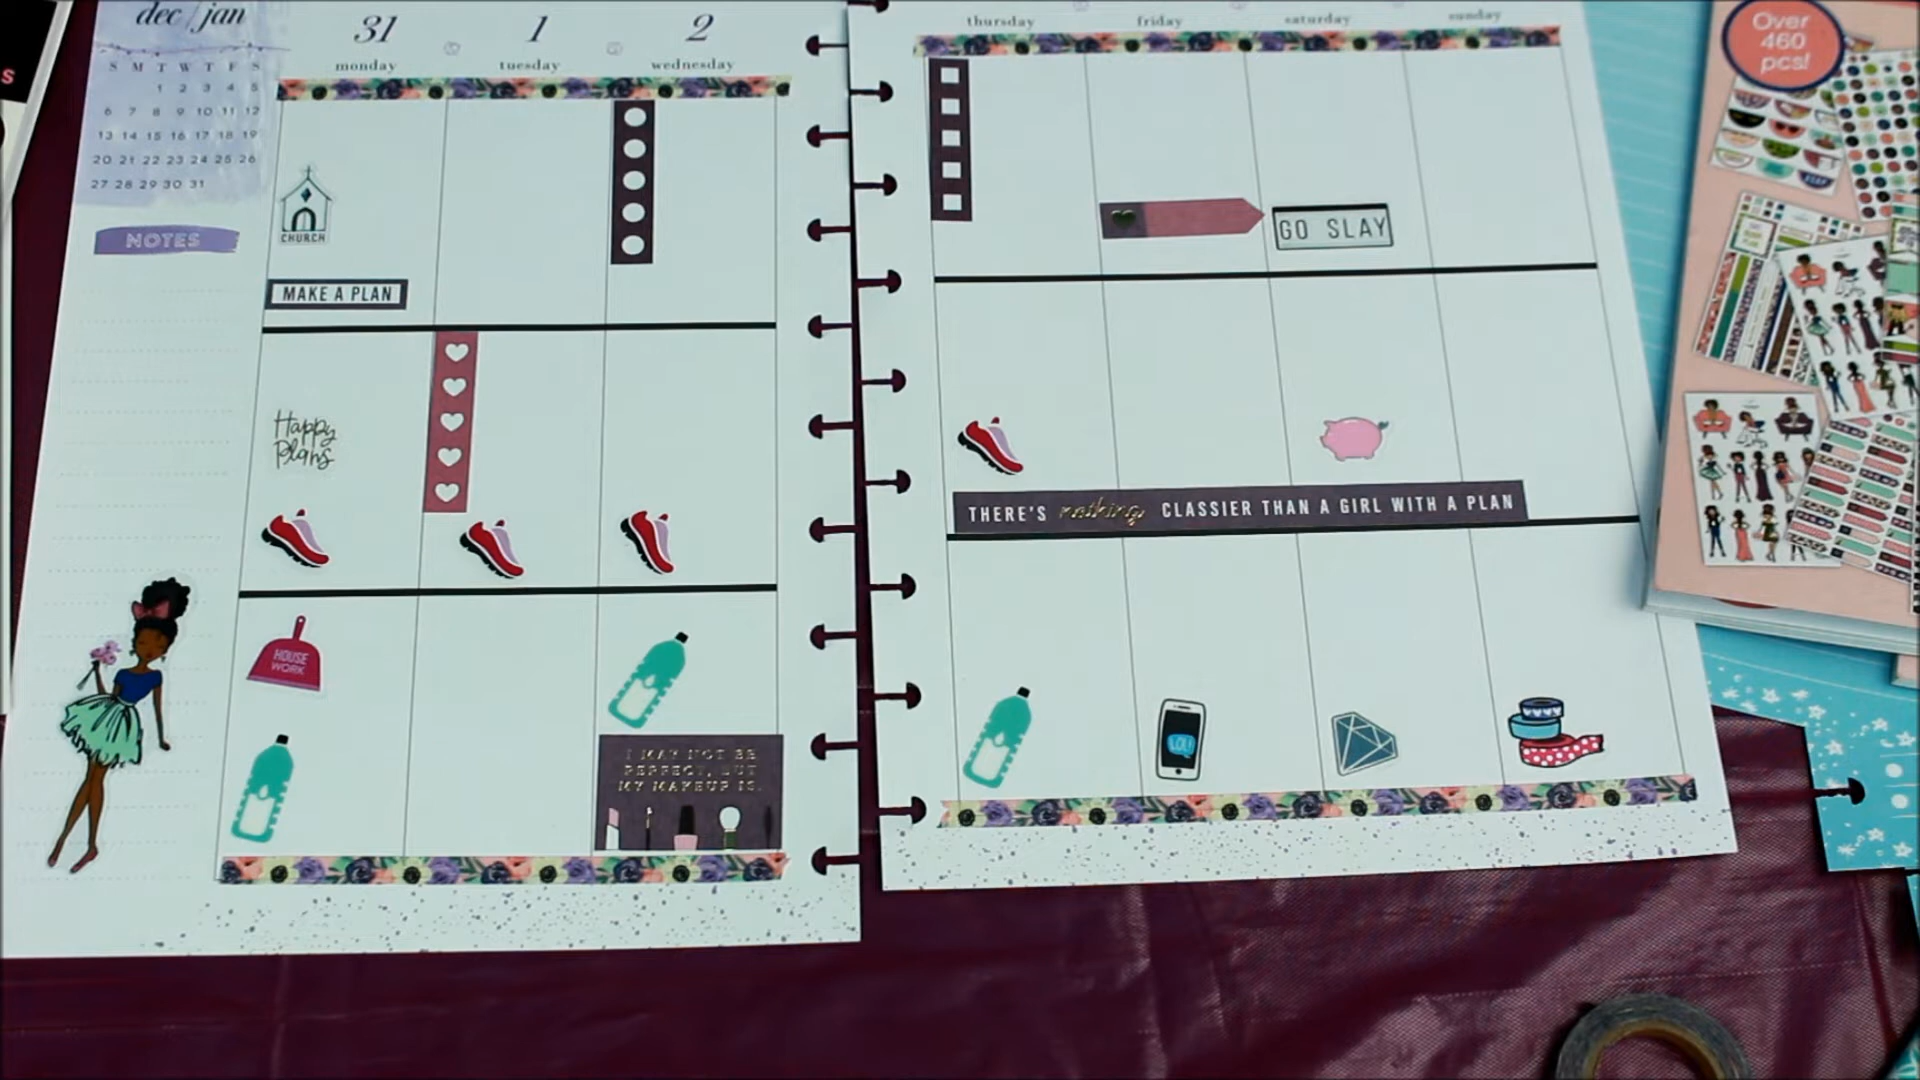 dec/jan
S M T W T F S
1 2 3 4 5
6 7 8 9 10 11 12
13 14 15 16 17 18 19
20 21 22 23 24 25 26
27 28 29 30 31
NOTES
31
monday
1
tuesday
2
wednesday
thursday
friday
saturday
sunday
CHURCH
MAKE A PLAN
Happy
Plans
HOUSE
WORK
I MAY NOT BE
PERFECT, BUT
MY MAKEUP IS.
GO SLAY
THERE'S nothing CLASSIER THAN A GIRL WITH A PLAN
LOL!
Over
460
pcs!
S